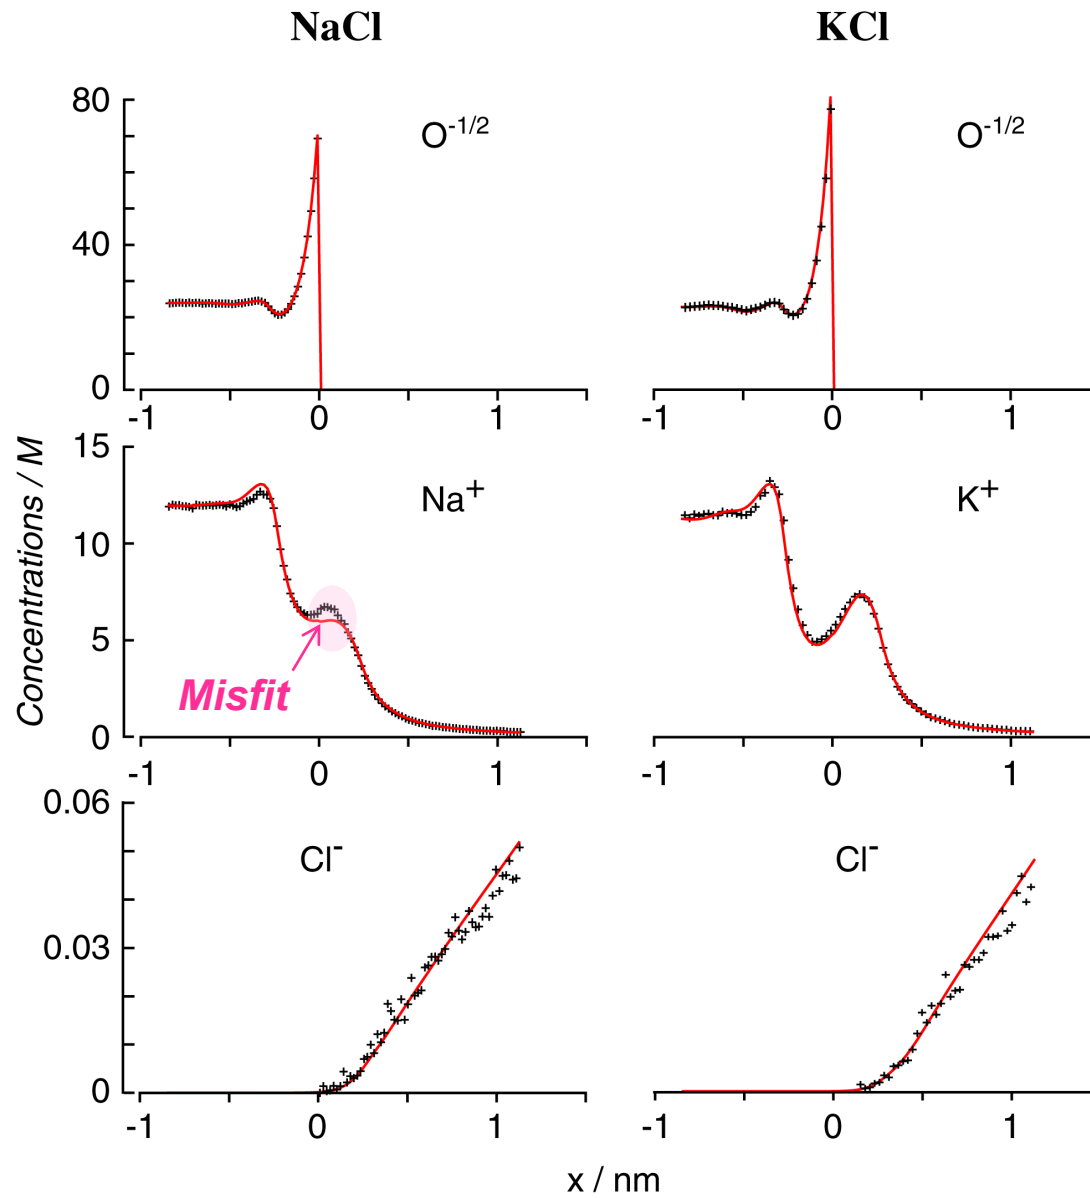 NaCl KCl
80
O-1/2 O-1/2
40
0
-1 0 1 -1 0 1
15
Na+ K+
10
5
Misfit
0
-1 0 1 -1 0 1
Concentrations / M
0.06
Cl- Cl-
0.03
0
-1 0 1 -1 0 1
x / nm